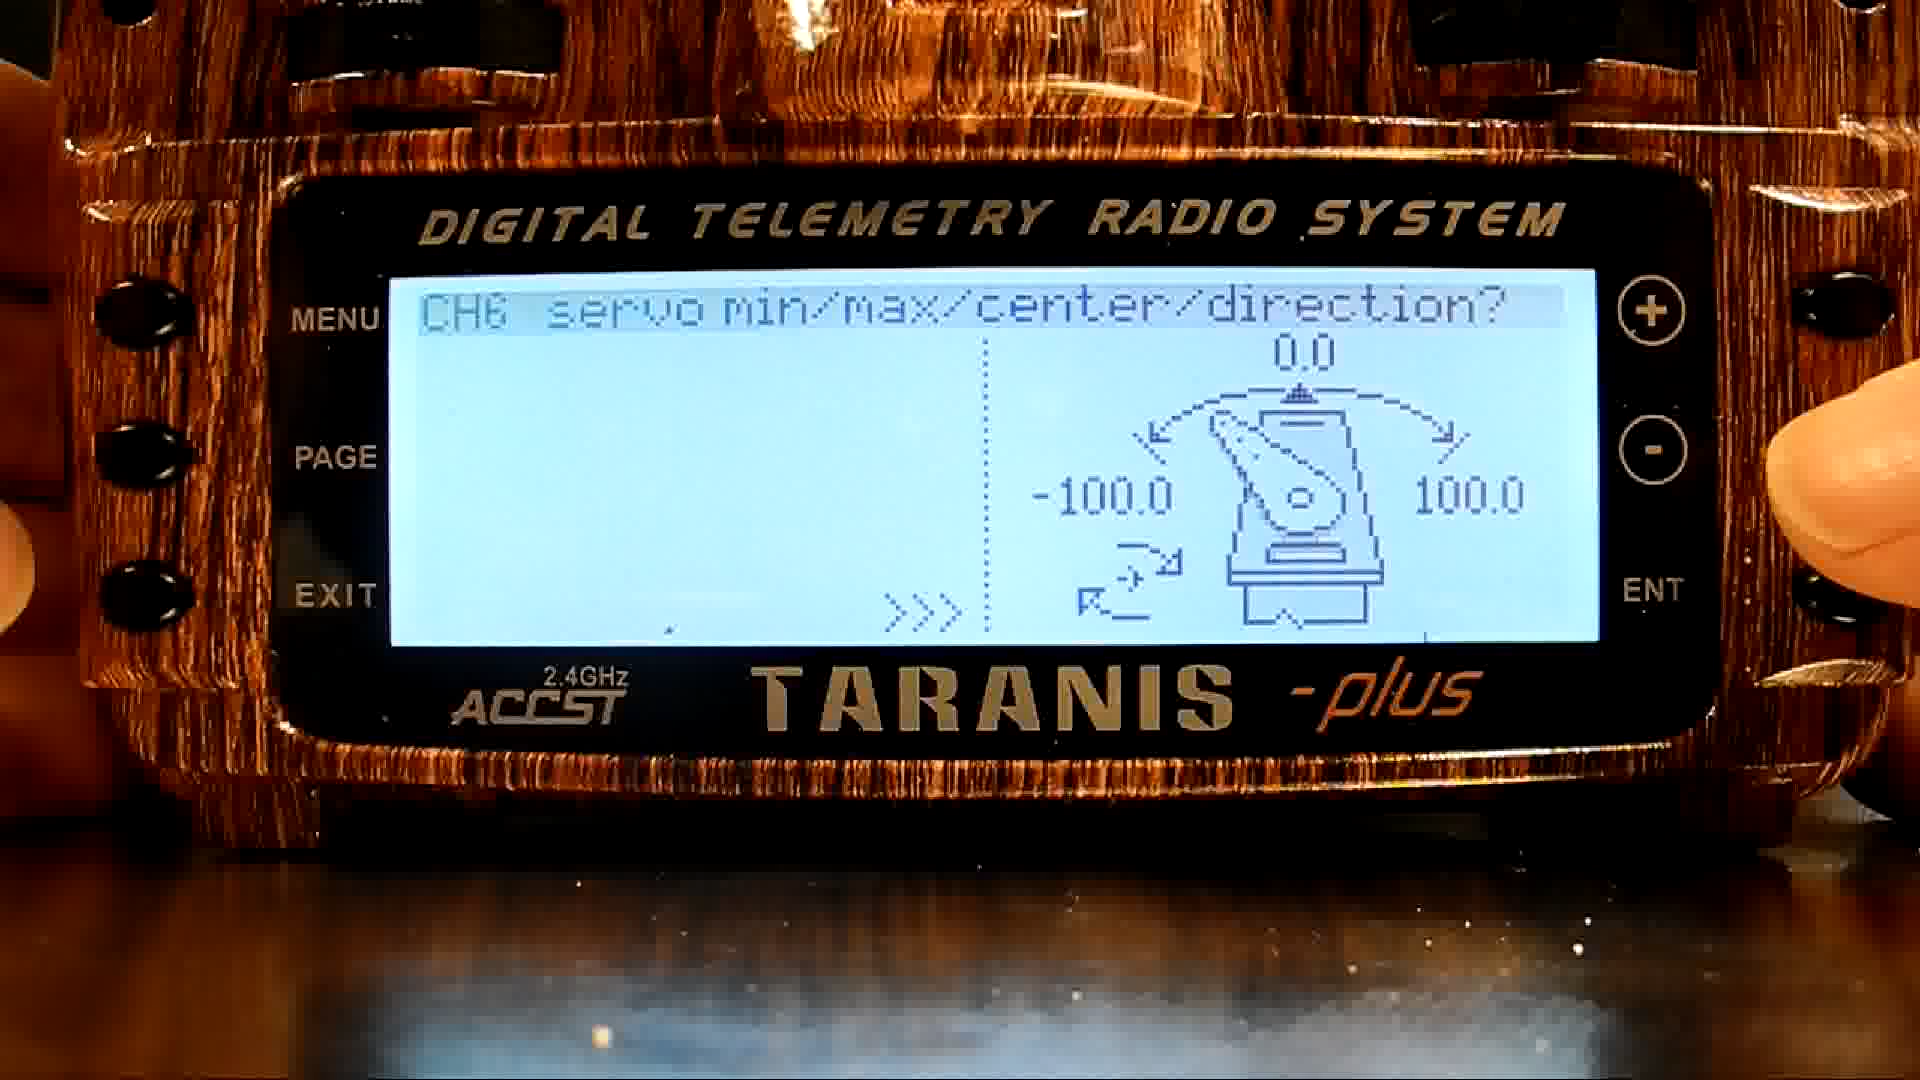 DIGITAL TELEMETRY RADIO SYSTEM
MENU
PAGE
EXIT
CH6 servo min/max/center/direction?
0.0
-100.0
100.0
>>>
+
-
ENT
2.4GHz
ACCST
TARANIS -plus